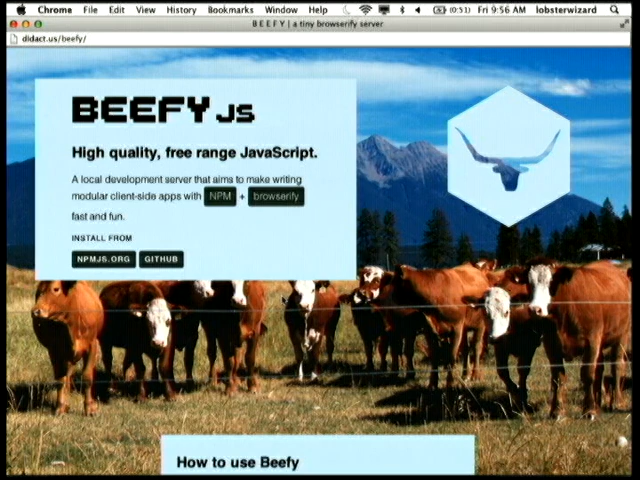 Chrome File Edit View History Bookmarks Window Help (0:51) Fri 9:56 AM lobsterwizard
BEEFY | a tiny browserify server
didact.us/beefy/
BEEFY JS
High quality, free range JavaScript.
A local development server that aims to make writing
modular client-side apps with NPM + browserify
fast and fun.
INSTALL FROM
NPMJS.ORG GITHUB
How to use Beefy